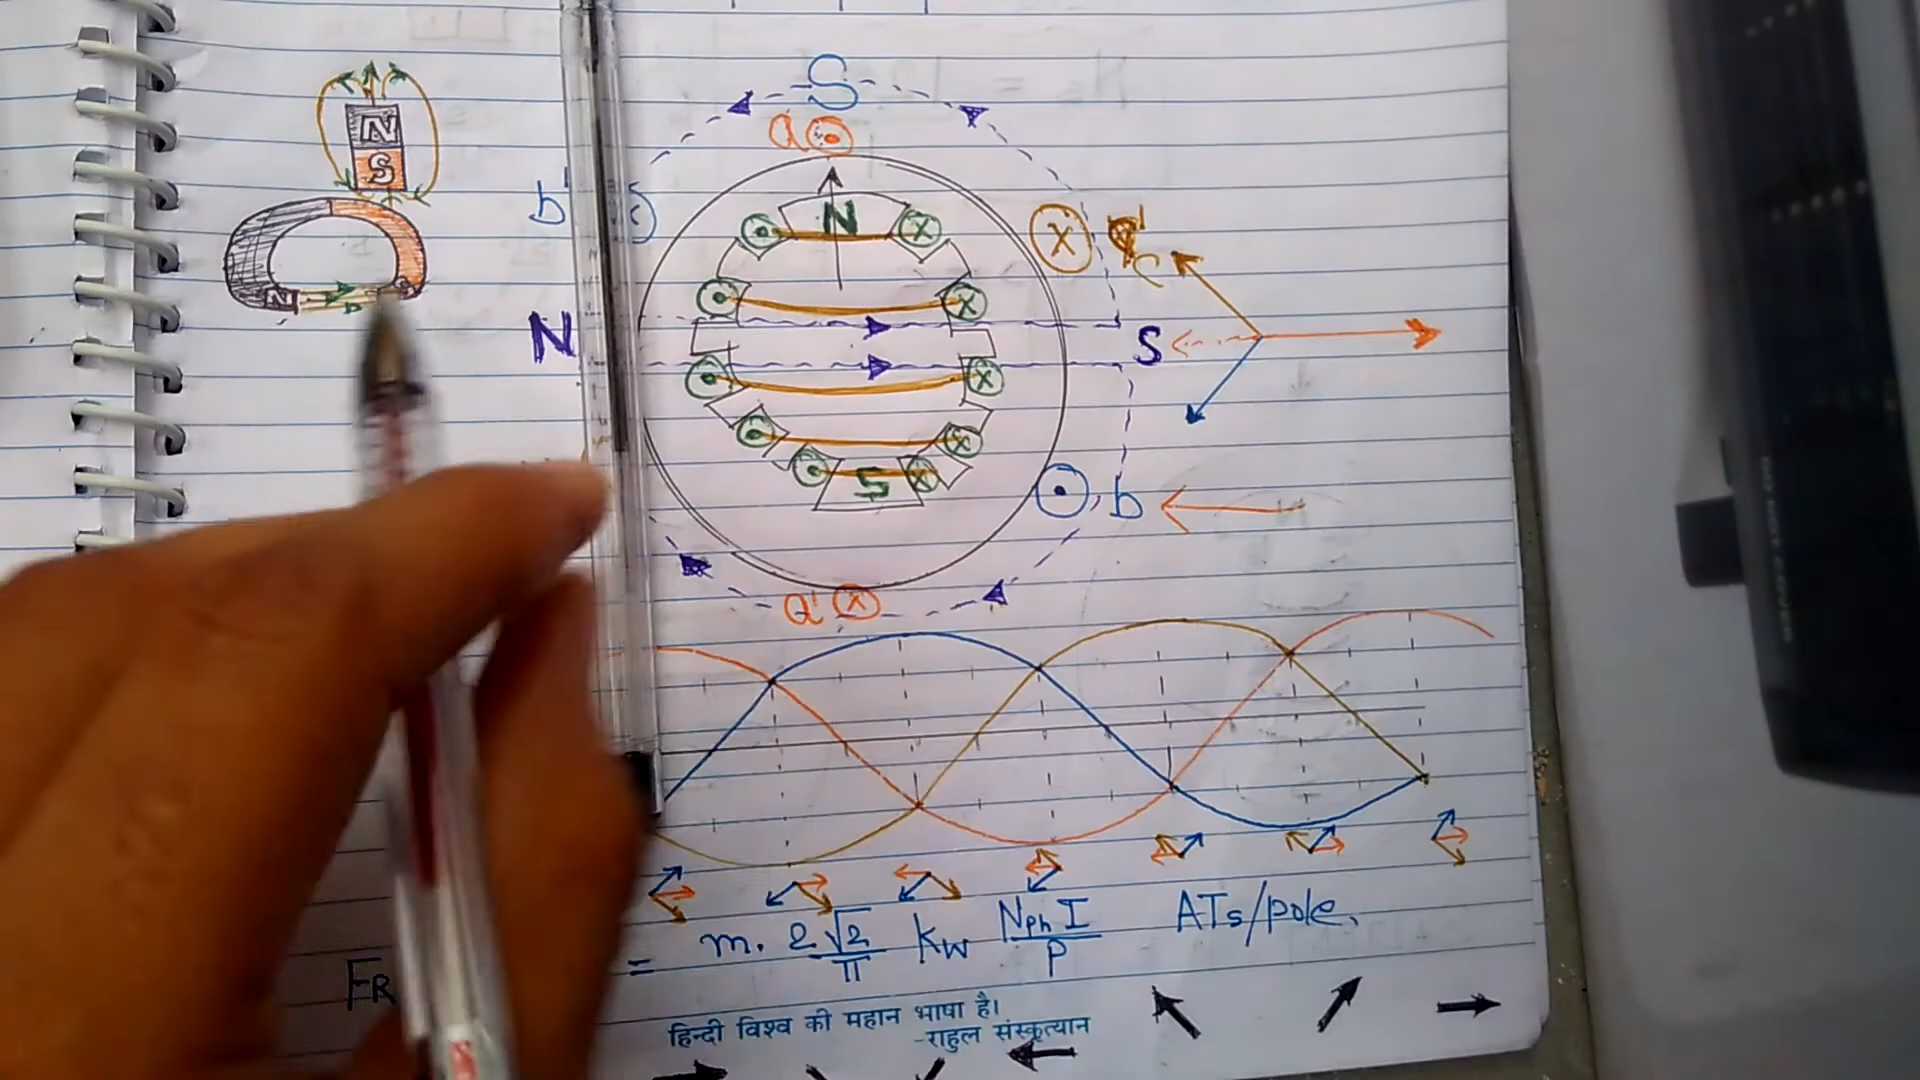 S
N
S
a
b'
N
C
N
N
S
b
S
a'
FR = m. 2√2/π Kw Nph I/P ATs/pole.
हिन्दी विश्व की महान भाषा है।
-राहुल संस्कृत्यान